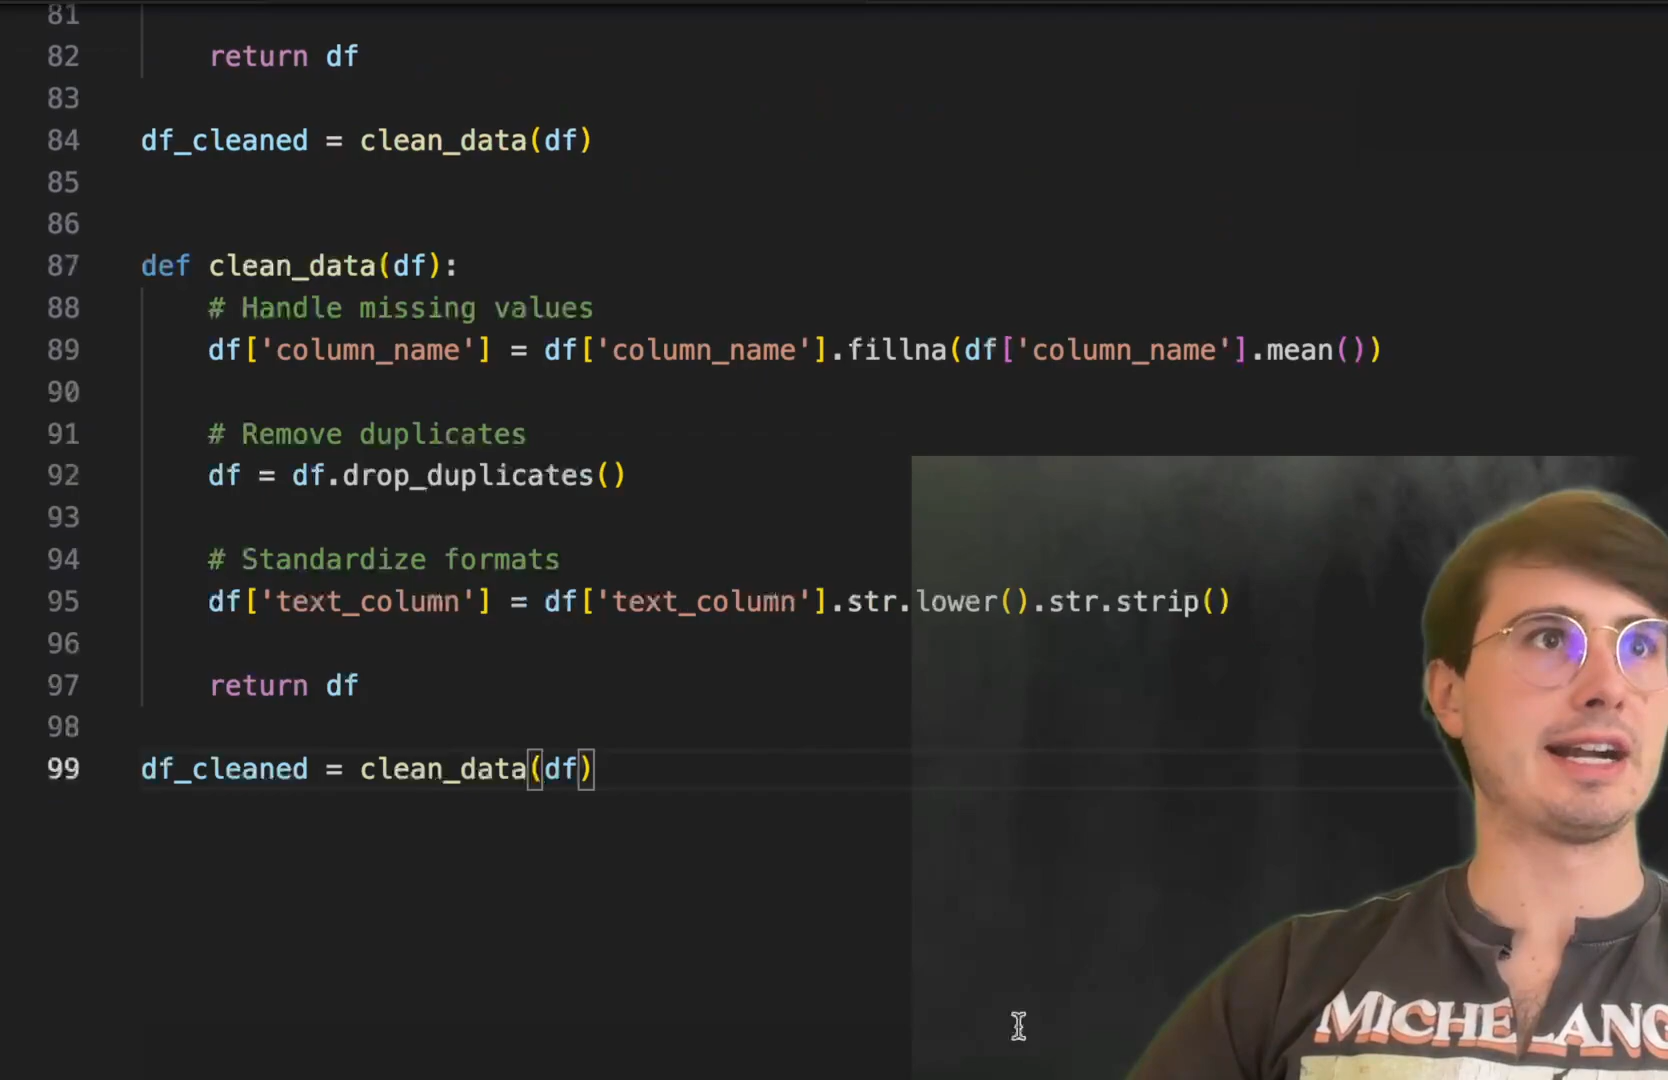 81
82 return df
83
84 df_cleaned = clean_data(df)
85
86
87 def clean_data(df):
88 # Handle missing values
89 df['column_name'] = df['column_name'].fillna(df['column_name'].mean())
90
91 # Remove duplicates
92 df = df.drop_duplicates()
93
94 # Standardize formats
95 df['text_column'] = df['text_column'].str.lower().str.strip()
96
97 return df
98
99 df_cleaned = clean_data(df)